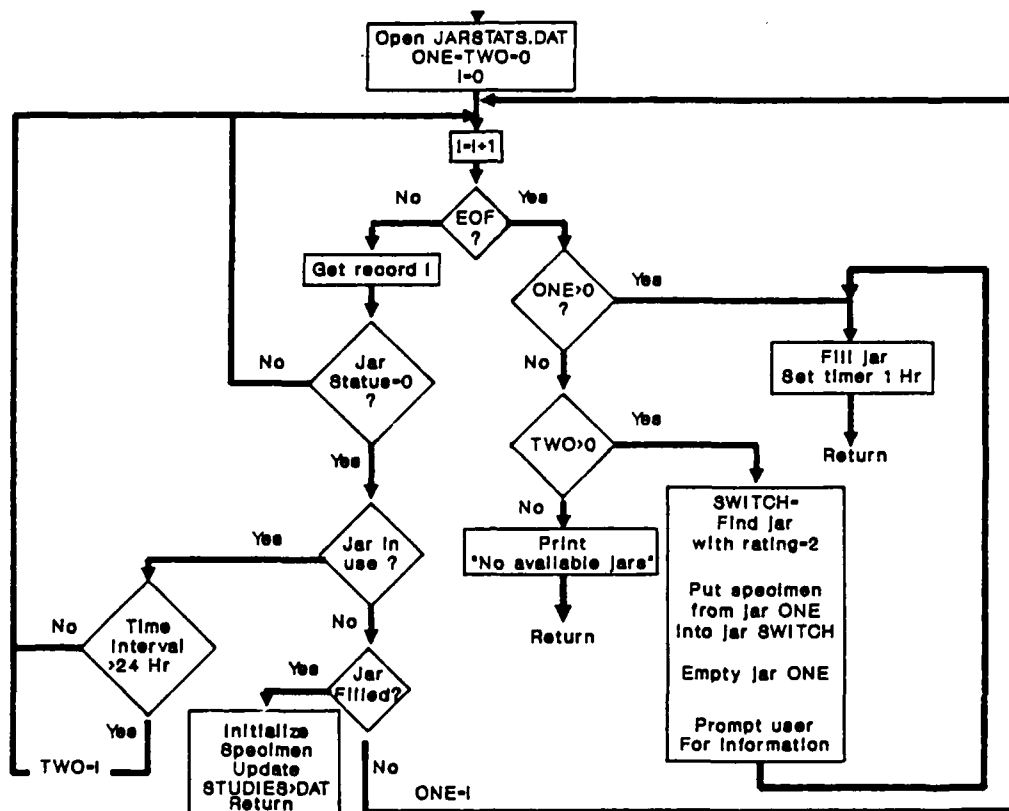 Open JARSTATS.DAT
ONE=TWO=0
I=0
I=I+1
No
Yes
EOF
?
Get record I
ONE>0
?
Yes
No
Jar
Status=0
?
No
Fill jar
Set timer 1 Hr
Yes
TWO>0
Yes
Return
No
SWITCH=
Find jar
with rating=2
Put specimen
from jar ONE
into jar SWITCH
Empty jar ONE
Prompt user
For information
Yes
Jar in
use ?
Print
"No available jars"
Return
No
Time
Interval
>24 Hr
No
Yes
Jar
Filled?
Yes
TWO=I
Initialize
Specimen
Update
STUDIES>DAT
Return
No
ONE=I